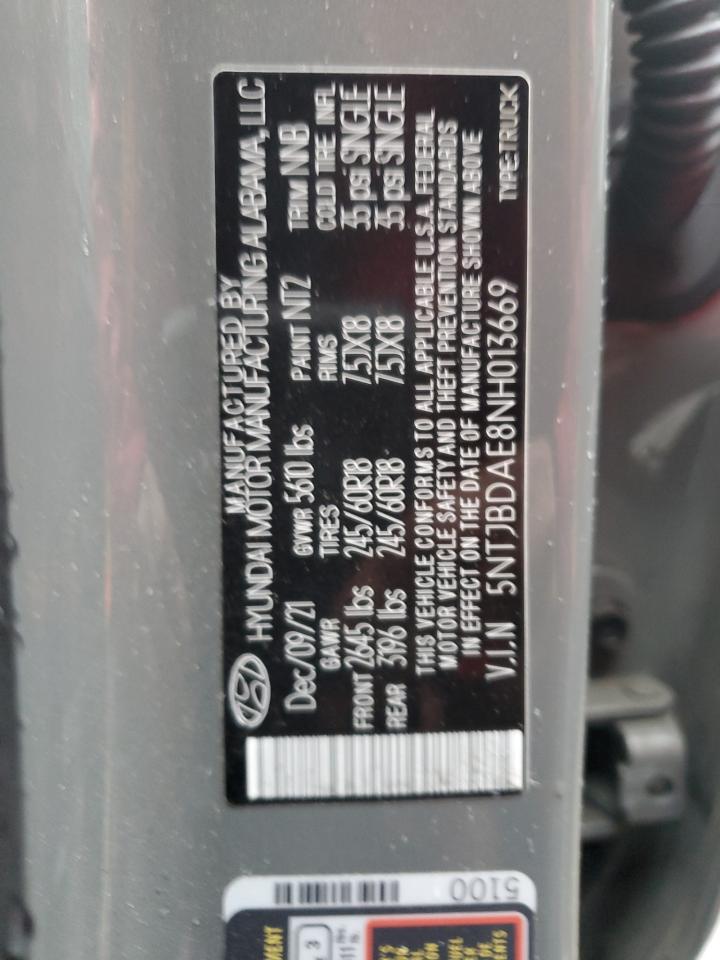 MANUFACTURED BY
HYUNDAI MOTOR MANUFACTURING ALABAMA, LLC
Dec/09/21 GVWR 5610 lbs PAINT NT2 TRIM NNB
GAWR TIRES RIMS COLD TIRE INFL
FRONT 2645 lbs 245/60R18 7.5JX18 35 psi SINGLE
REAR 3196 lbs 245/60R18 7.5JX18 35 psi SINGLE
THIS VEHICLE CONFORMS TO ALL APPLICABLE U.S.A. FEDERAL
MOTOR VEHICLE SAFETY AND THEFT PREVENTION STANDARDS
IN EFFECT ON THE DATE OF MANUFACTURE SHOWN ABOVE
V.I.N 5NTJBDAE8NH013669 TYPE:TRUCK
5100
3